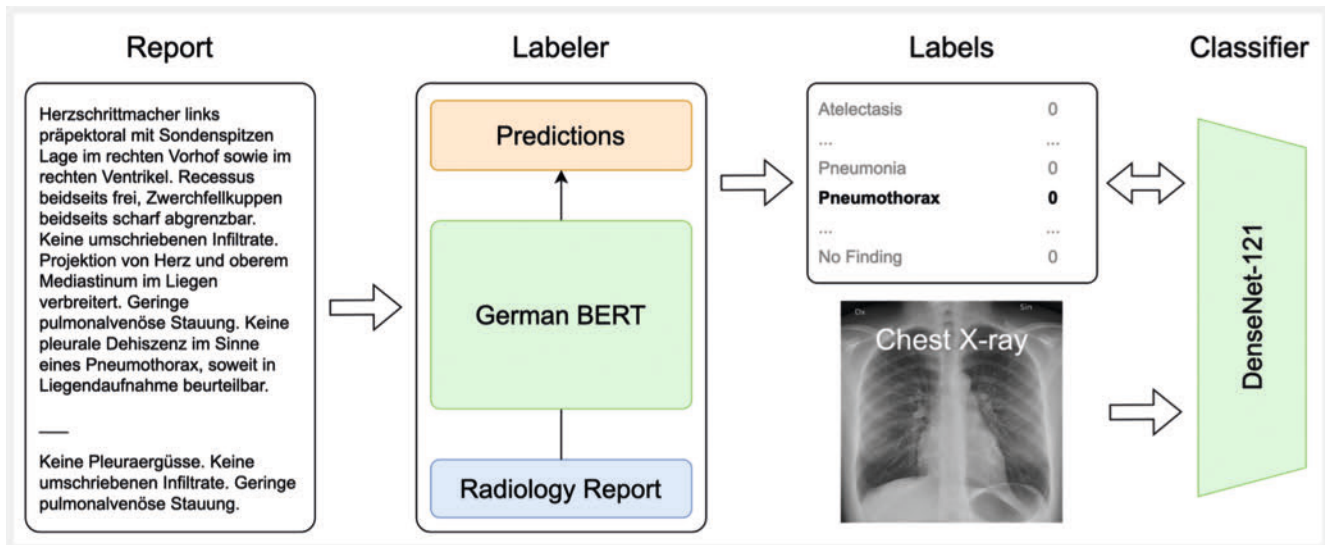 Report
Herzschrittmacher links
präpektoral mit Sondenspitzen
Lage im rechten Vorhof sowie im
rechten Ventrikel. Recessus
beidseits frei, Zwerchfellkuppen
beidseits scharf abgrenzbar.
Keine umschriebenen Infiltrate.
Projektion von Herz und oberem
Mediastinum im Liegen
verbreitert. Geringe
pulmonalvenöse Stauung. Keine
pleurale Dehiszenz im Sinne
eines Pneumothorax, soweit in
Liegendaufnahme beurteilbar.
Keine Pleuraergüsse. Keine
umschriebenen Infiltrate. Geringe
pulmonalvenöse Stauung.
Labeler
Predictions
German BERT
Radiology Report
Labels
Atelectasis 0
... ...
Pneumonia 0
Pneumothorax 0
... ...
No Finding 0
Dx Sin
Chest X-ray
Classifier
DenseNet-121